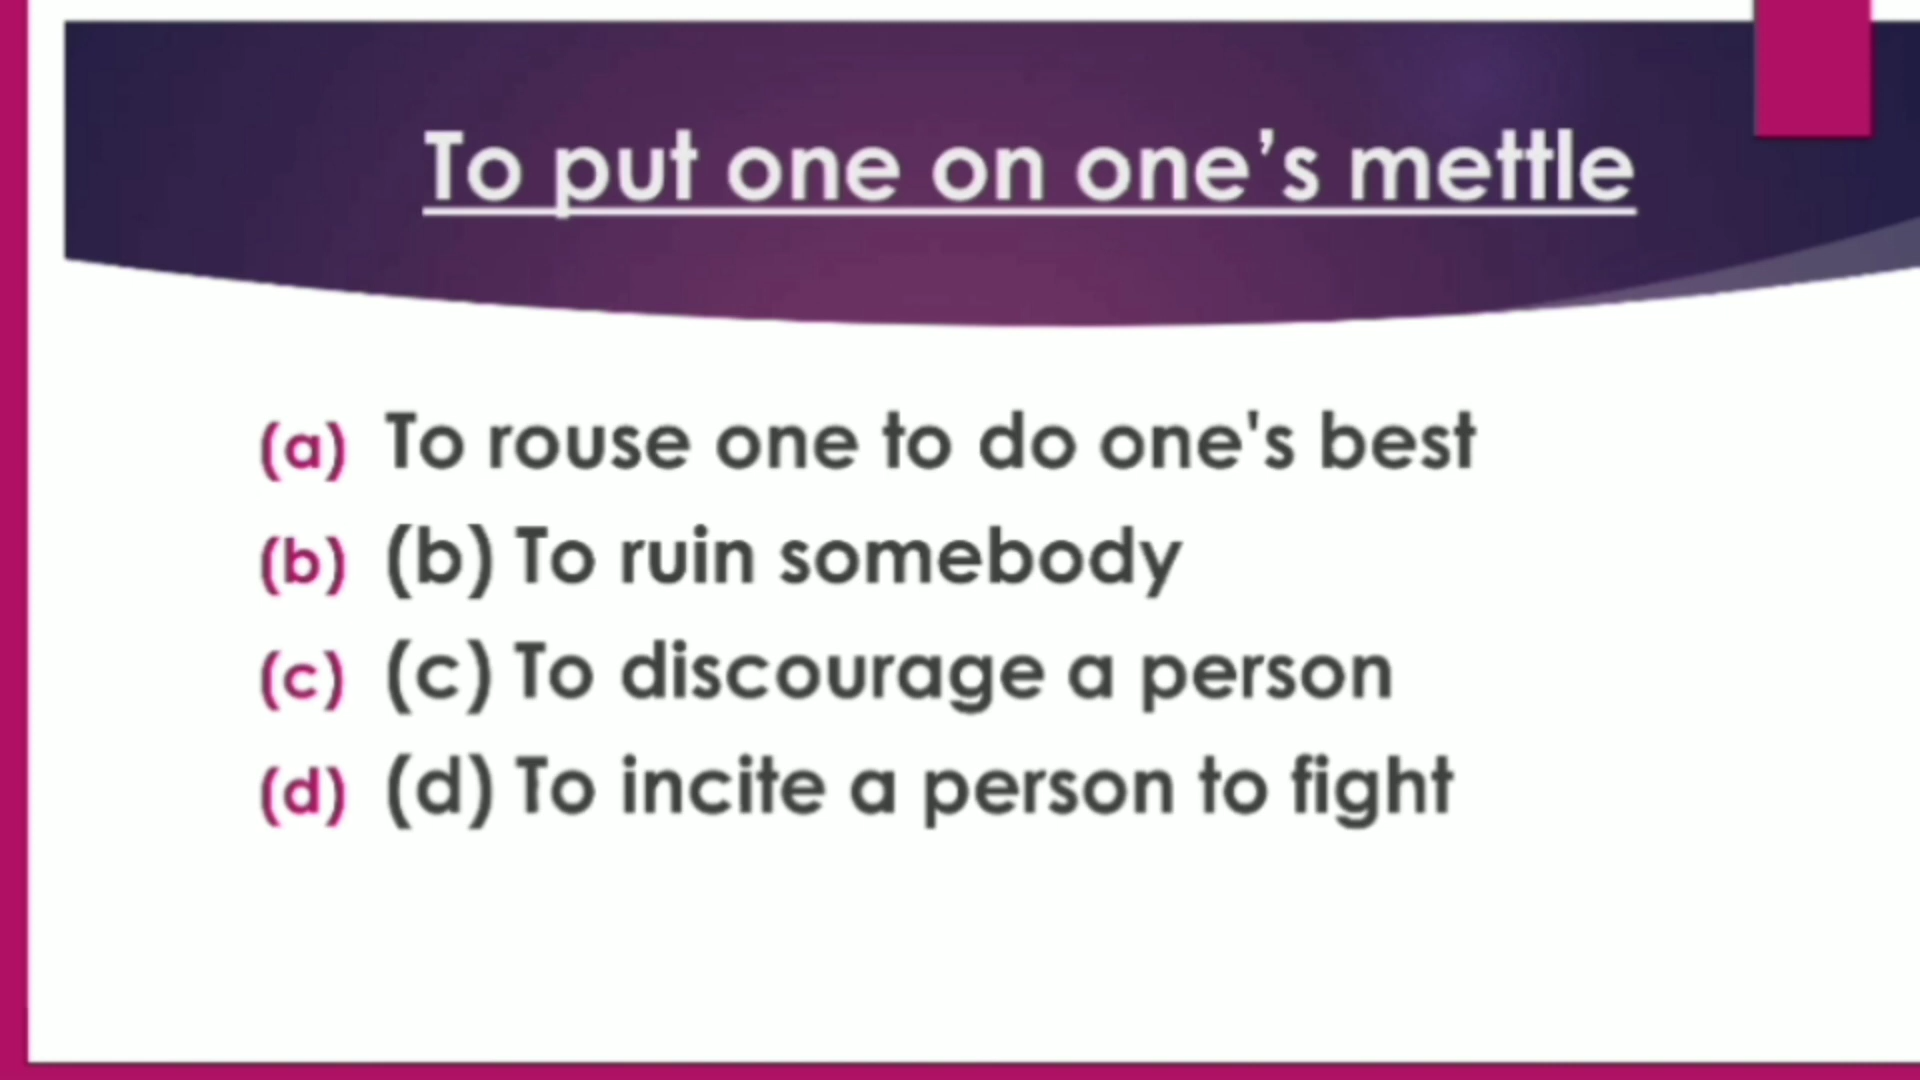 To put one on one’s mettle
(a) To rouse one to do one's best
(b) (b) To ruin somebody
(c) (c) To discourage a person
(d) (d) To incite a person to fight